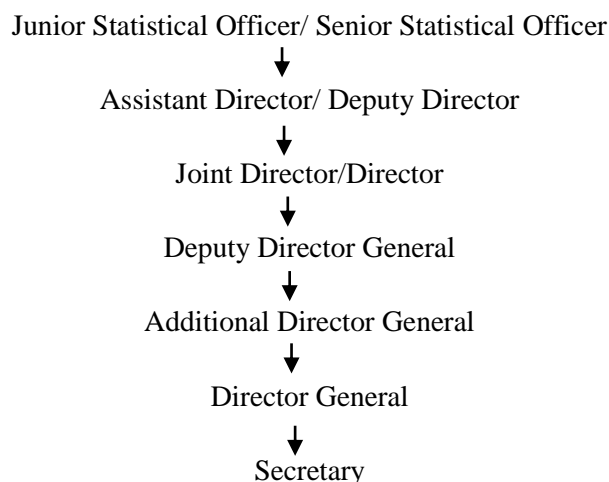 Junior Statistical Officer/ Senior Statistical Officer
Assistant Director/ Deputy Director
Joint Director/Director
Deputy Director General
Additional Director General
Director General
Secretary